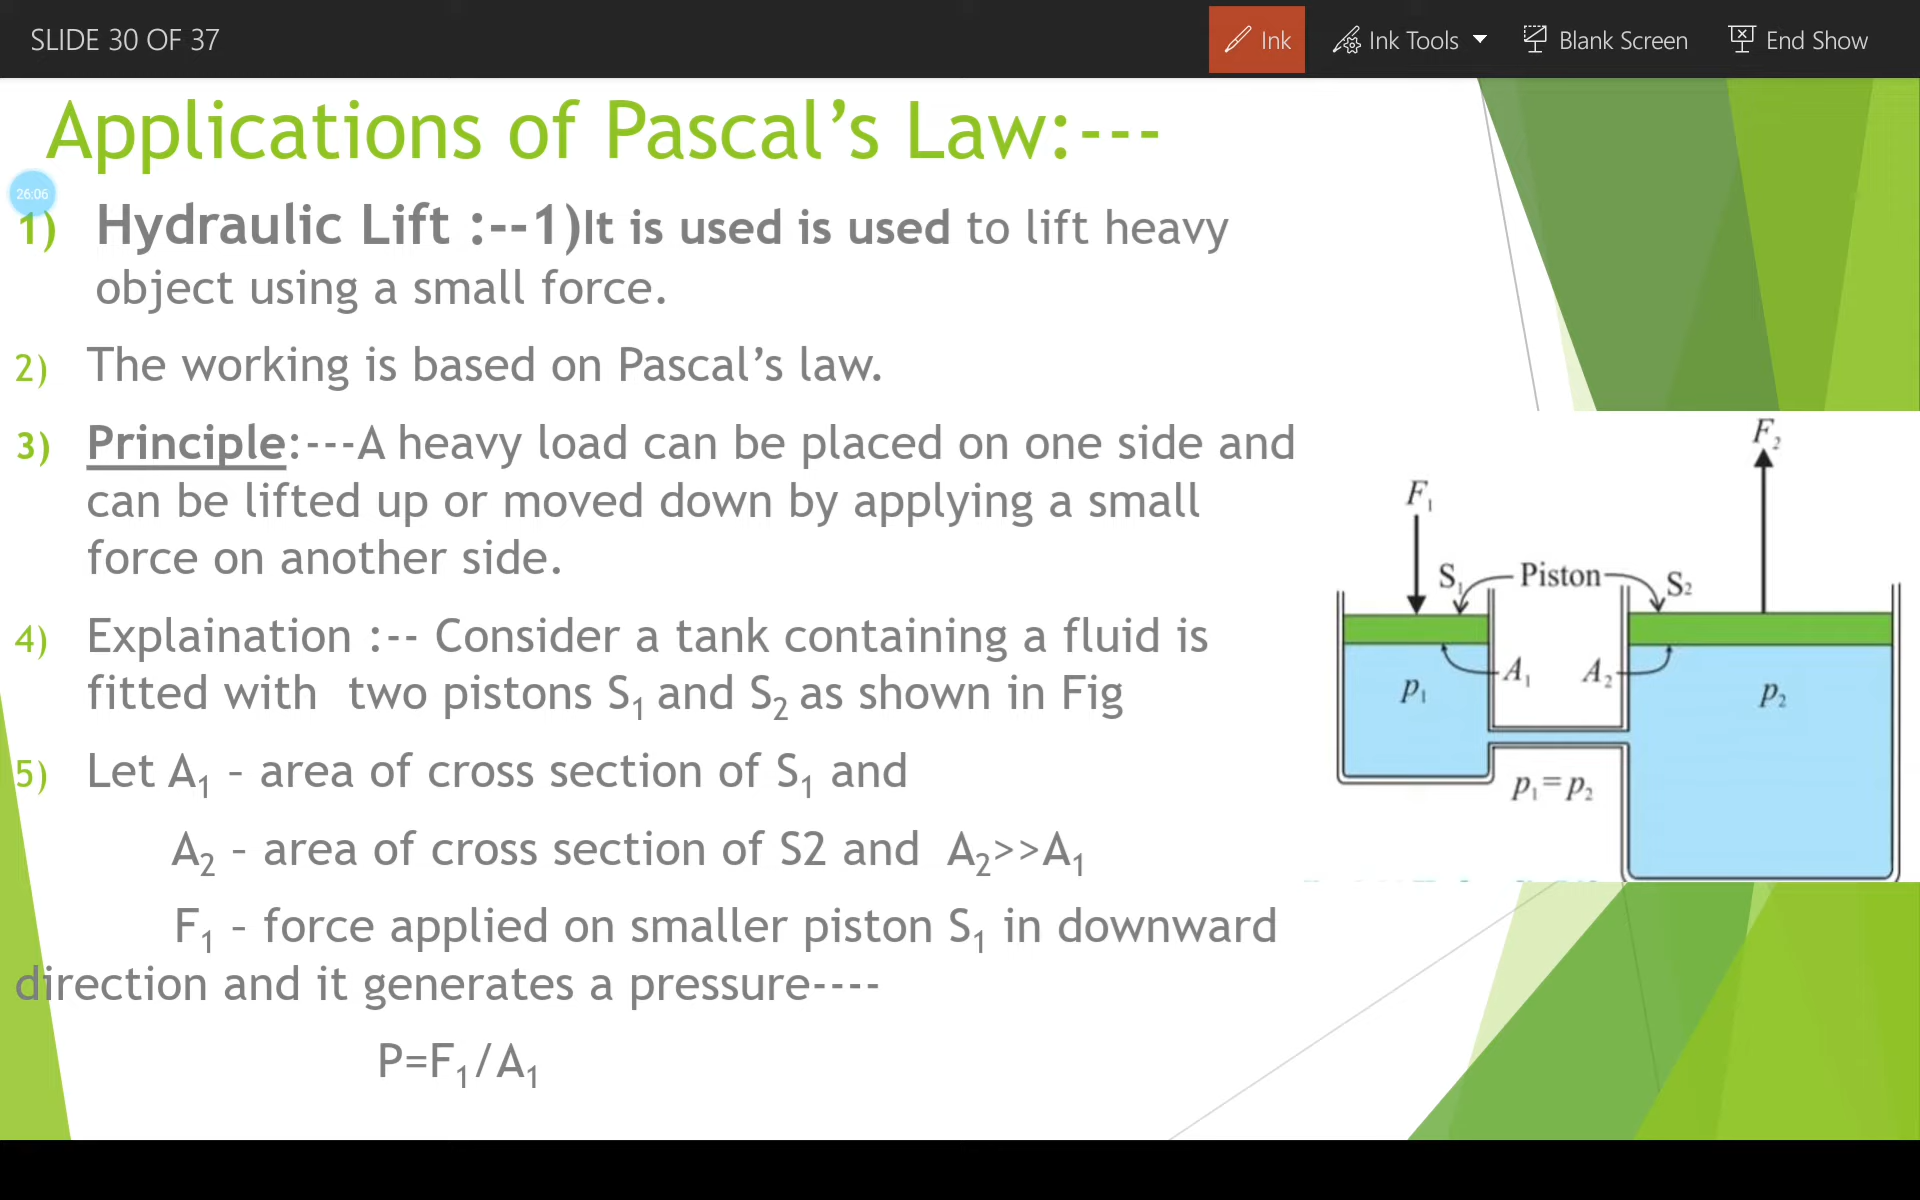 SLIDE 30 OF 37
Ink
Ink Tools
Blank Screen
End Show
Applications of Pascal’s Law:---
26:06
1) Hydraulic Lift :--1)It is used is used to lift heavy
object using a small force.
2) The working is based on Pascal’s law.
3) Principle:---A heavy load can be placed on one side and
can be lifted up or moved down by applying a small
force on another side.
4) Explaination :-- Consider a tank containing a fluid is
fitted with two pistons S₁ and S₂ as shown in Fig
5) Let A₁ – area of cross section of S₁ and
A₂ – area of cross section of S2 and A₂>>A₁
F₁ – force applied on smaller piston S₁ in downward
direction and it generates a pressure----
P=F₁/A₁
F₂
F₁
S₁ Piston S₂
A₁ A₂
p₁ p₂
p₁=p₂